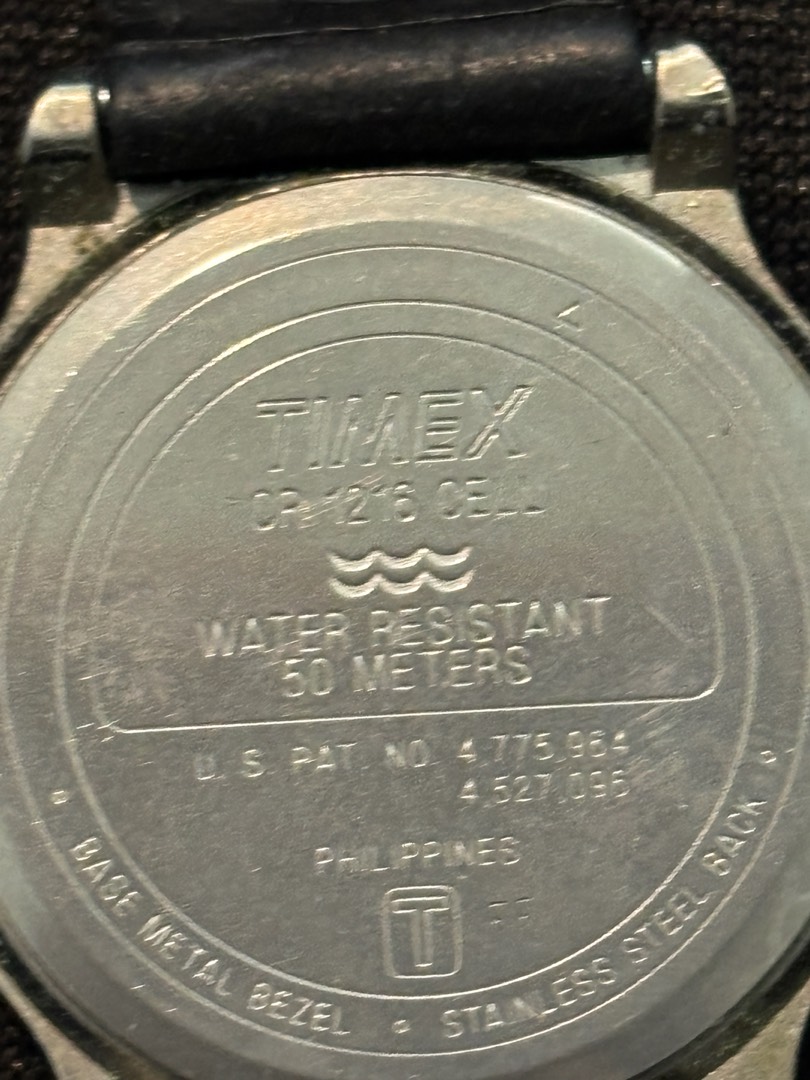 TIMEX
CR 1216 CELL
WATER RESISTANT
50 METERS
U. S. PAT. NO. 4,775,964
4,527,096
PHILIPPINES
T
BASE METAL BEZEL • STAINLESS STEEL BACK